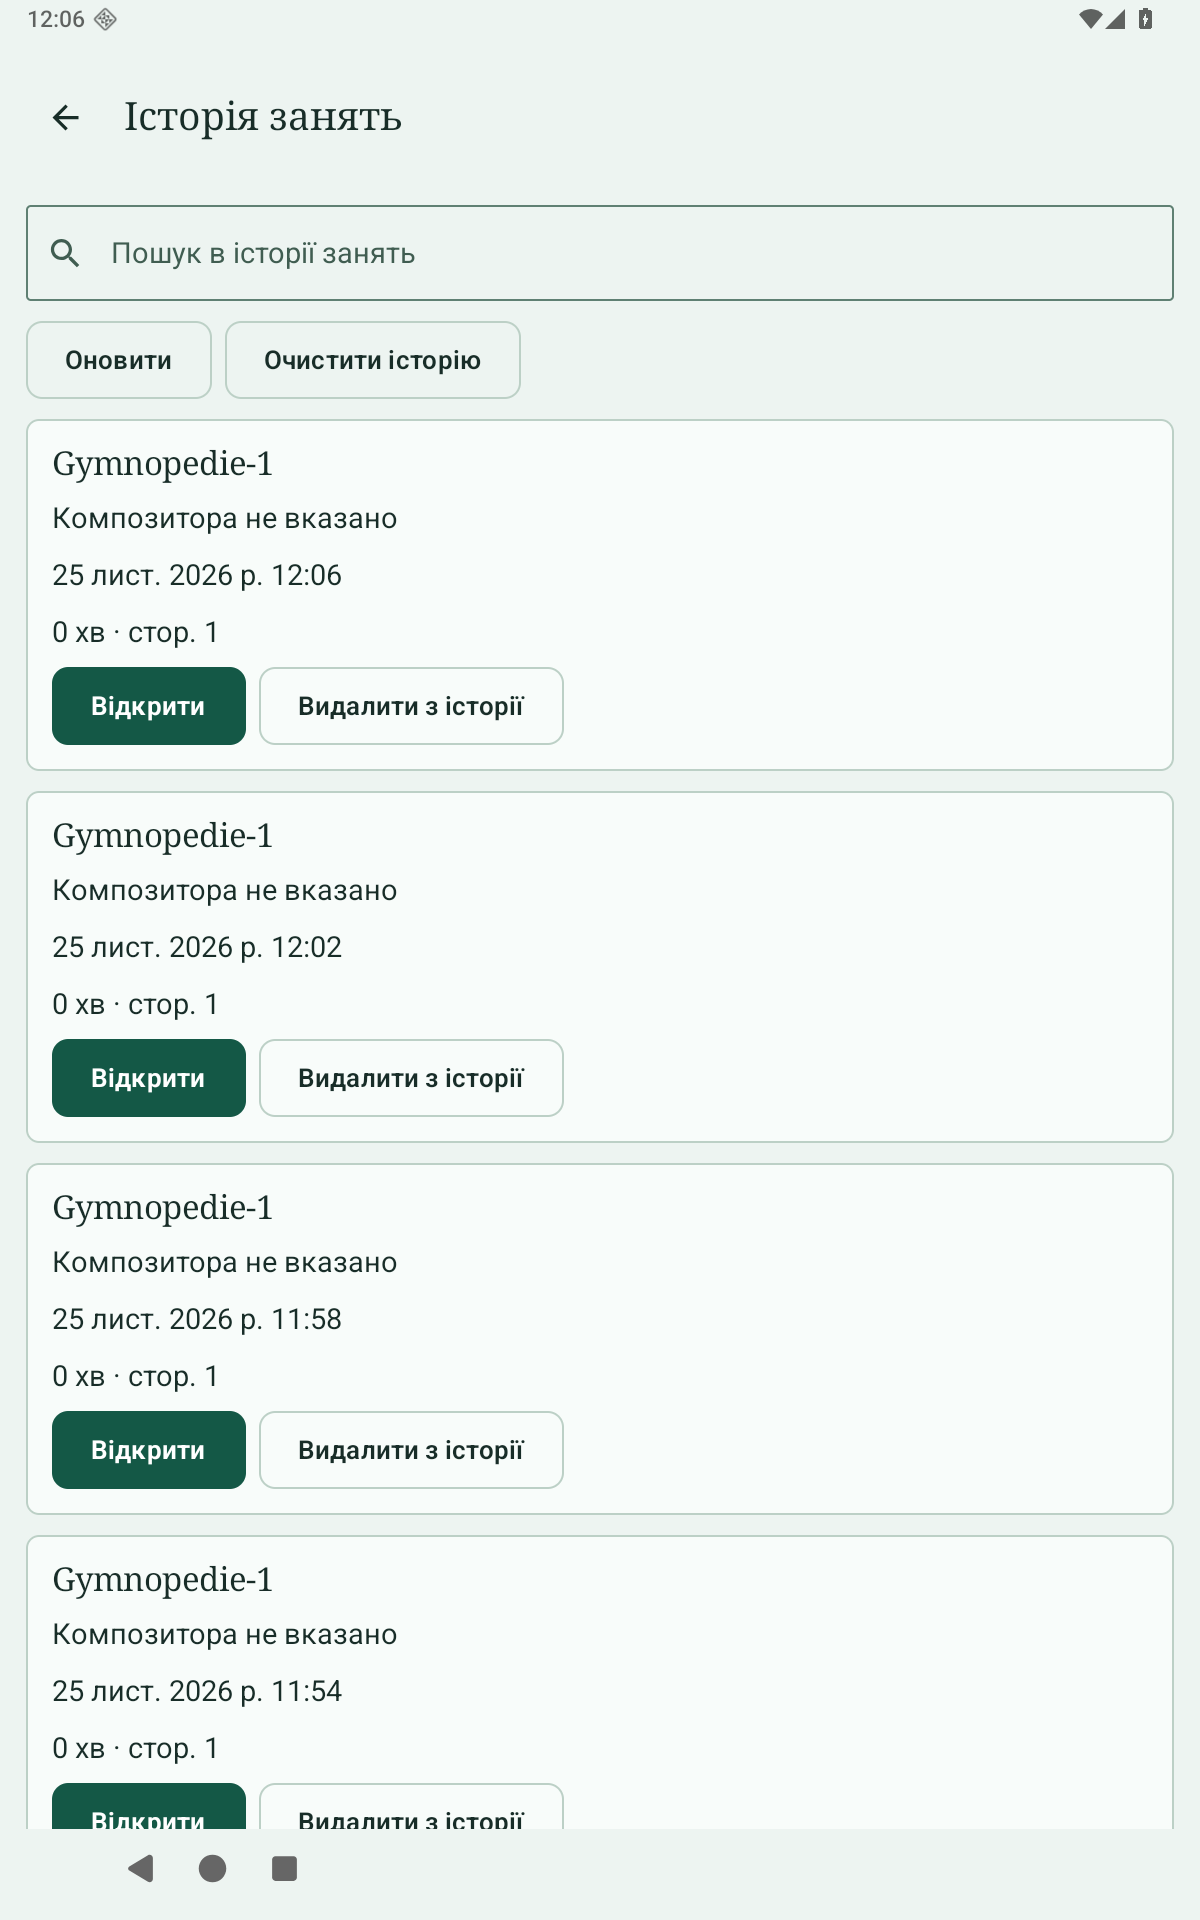 12:06
Історія занять
Пошук в історії занять
Оновити
Очистити історію
Gymnopedie-1
Композитора не вказано
25 лист. 2026 р. 12:06
0 хв · стор. 1
Відкрити
Видалити з історії
Gymnopedie-1
Композитора не вказано
25 лист. 2026 р. 12:02
0 хв · стор. 1
Відкрити
Видалити з історії
Gymnopedie-1
Композитора не вказано
25 лист. 2026 р. 11:58
0 хв · стор. 1
Відкрити
Видалити з історії
Gymnopedie-1
Композитора не вказано
25 лист. 2026 р. 11:54
0 хв · стор. 1
Відкрити
Видалити з історії